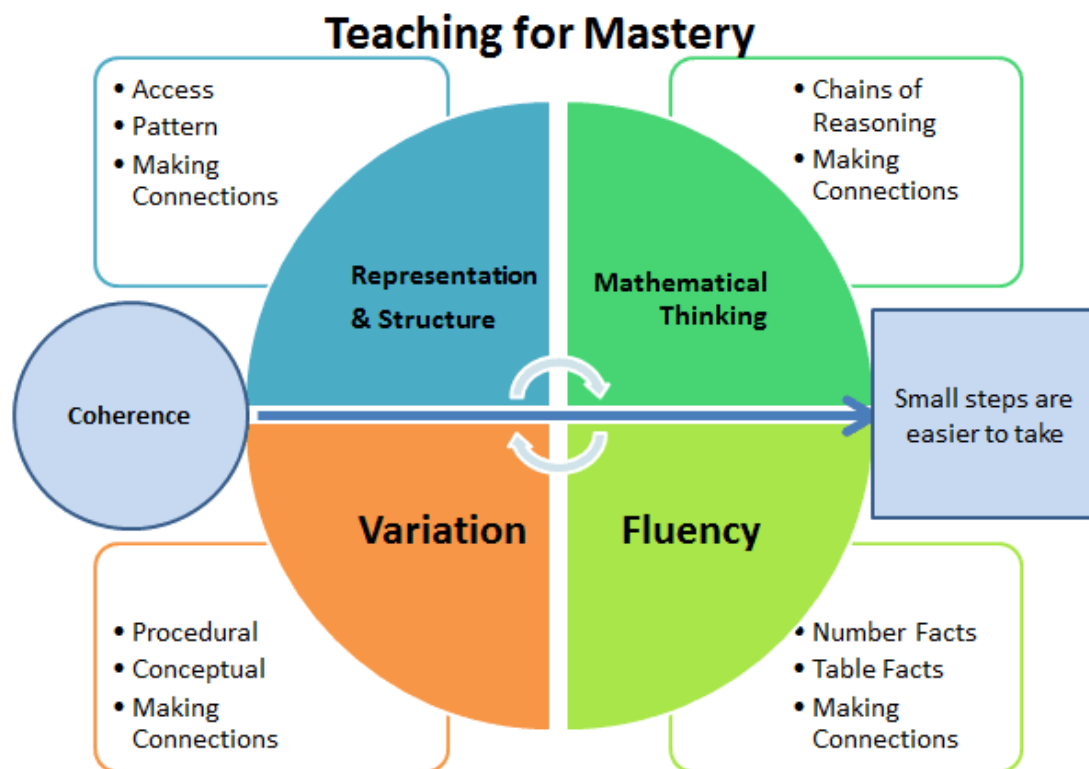 Teaching for Mastery
• Access
• Pattern
• Making
Connections
• Chains of
Reasoning
• Making
Connections
Representation
& Structure
Mathematical
Thinking
Coherence
Small steps are
easier to take
Variation
Fluency
• Procedural
• Conceptual
• Making
Connections
• Number Facts
• Table Facts
• Making
Connections